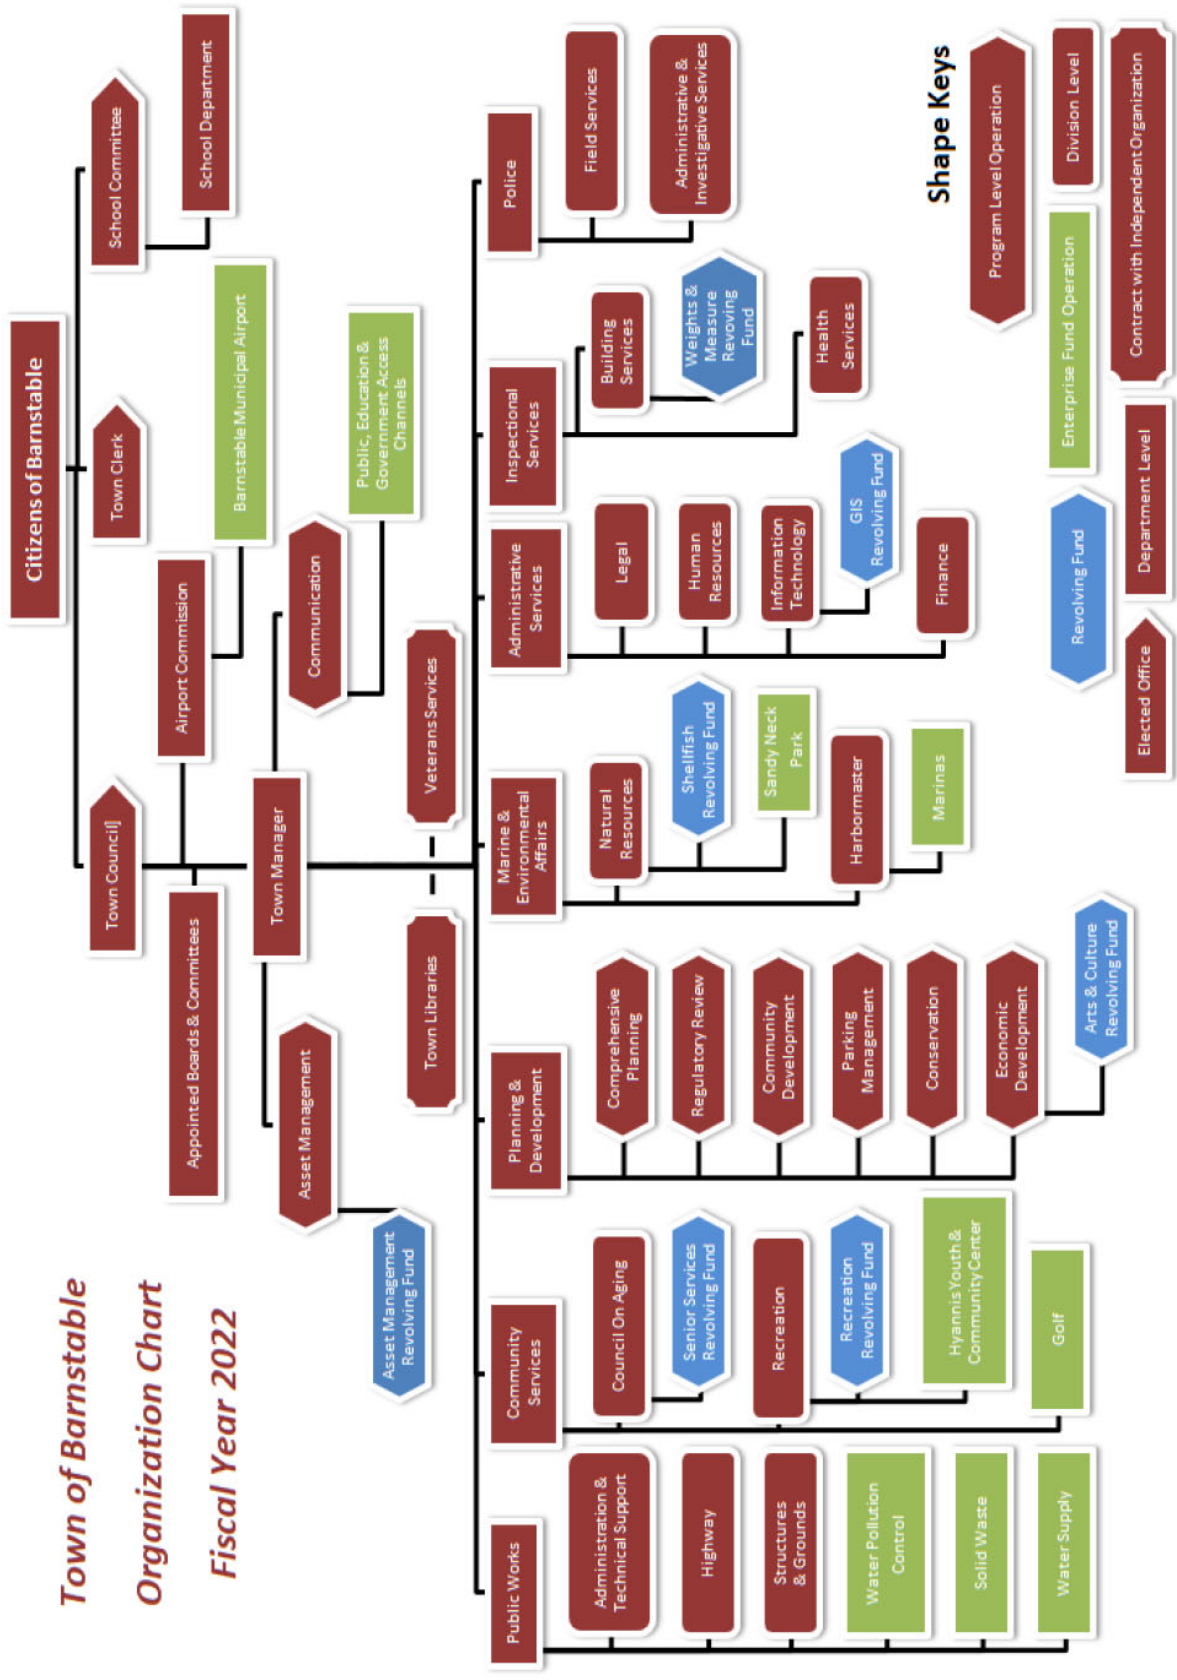 Town of Barnstable
Organization Chart
Fiscal Year 2022
Citizens of Barnstable
Town Council]
Town Clerk
School Committee
School Department
Appointed Boards & Committees
Airport Commission
Barnstable Municipal Airport
Town Manager
Asset Management
Asset Management
Revolving Fund
Communication
Public, Education &
Government Access
Channels
Town Libraries
Veterans Services
Public Works
Administration &
Technical Support
Highway
Structures
& Grounds
Water Pollution
Control
Solid Waste
Water Supply
Community
Services
Council On Aging
Senior Services
Revolving Fund
Recreation
Recreation
Revolving Fund
Hyannis Youth &
Community Center
Golf
Planning &
Development
Comprehensive
Planning
Regulatory Review
Community
Development
Parking
Management
Conservation
Economic
Development
Arts & Culture
Revolving Fund
Marine &
Environmental
Affairs
Natural
Resources
Shellfish
Revolving Fund
Sandy Neck
Park
Harbormaster
Marinas
Administrative
Services
Legal
Human
Resources
Information
Technology
GIS
Revolving Fund
Finance
Inspectional
Services
Building
Services
Weights &
Measure
Revoving
Fund
Health
Services
Police
Field Services
Administrative &
Investigative Services
Shape Keys
Program Level Operation
Revolving Fund
Enterprise Fund Operation
Division Level
Elected Office
Department Level
Contract with Independent Organization